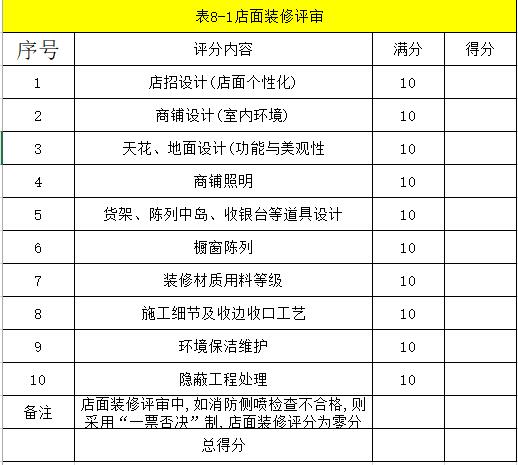 表8-1店面装修评审
序号 评分内容 满分 得分
1 店招设计(店面个性化) 10
2 商铺设计(室内环境) 10
3 天花、地面设计(功能与美观性 10
4 商铺照明 10
5 货架、陈列中岛、收银台等道具设计 10
6 橱窗陈列 10
7 装修材质用料等级 10
8 施工细节及收边收口工艺 10
9 环境保洁维护 10
10 隐蔽工程处理 10
备注 店面装修评审中,如消防侧喷检查不合格,则
采用“一票否决”制,店面装修评分为零分
总得分